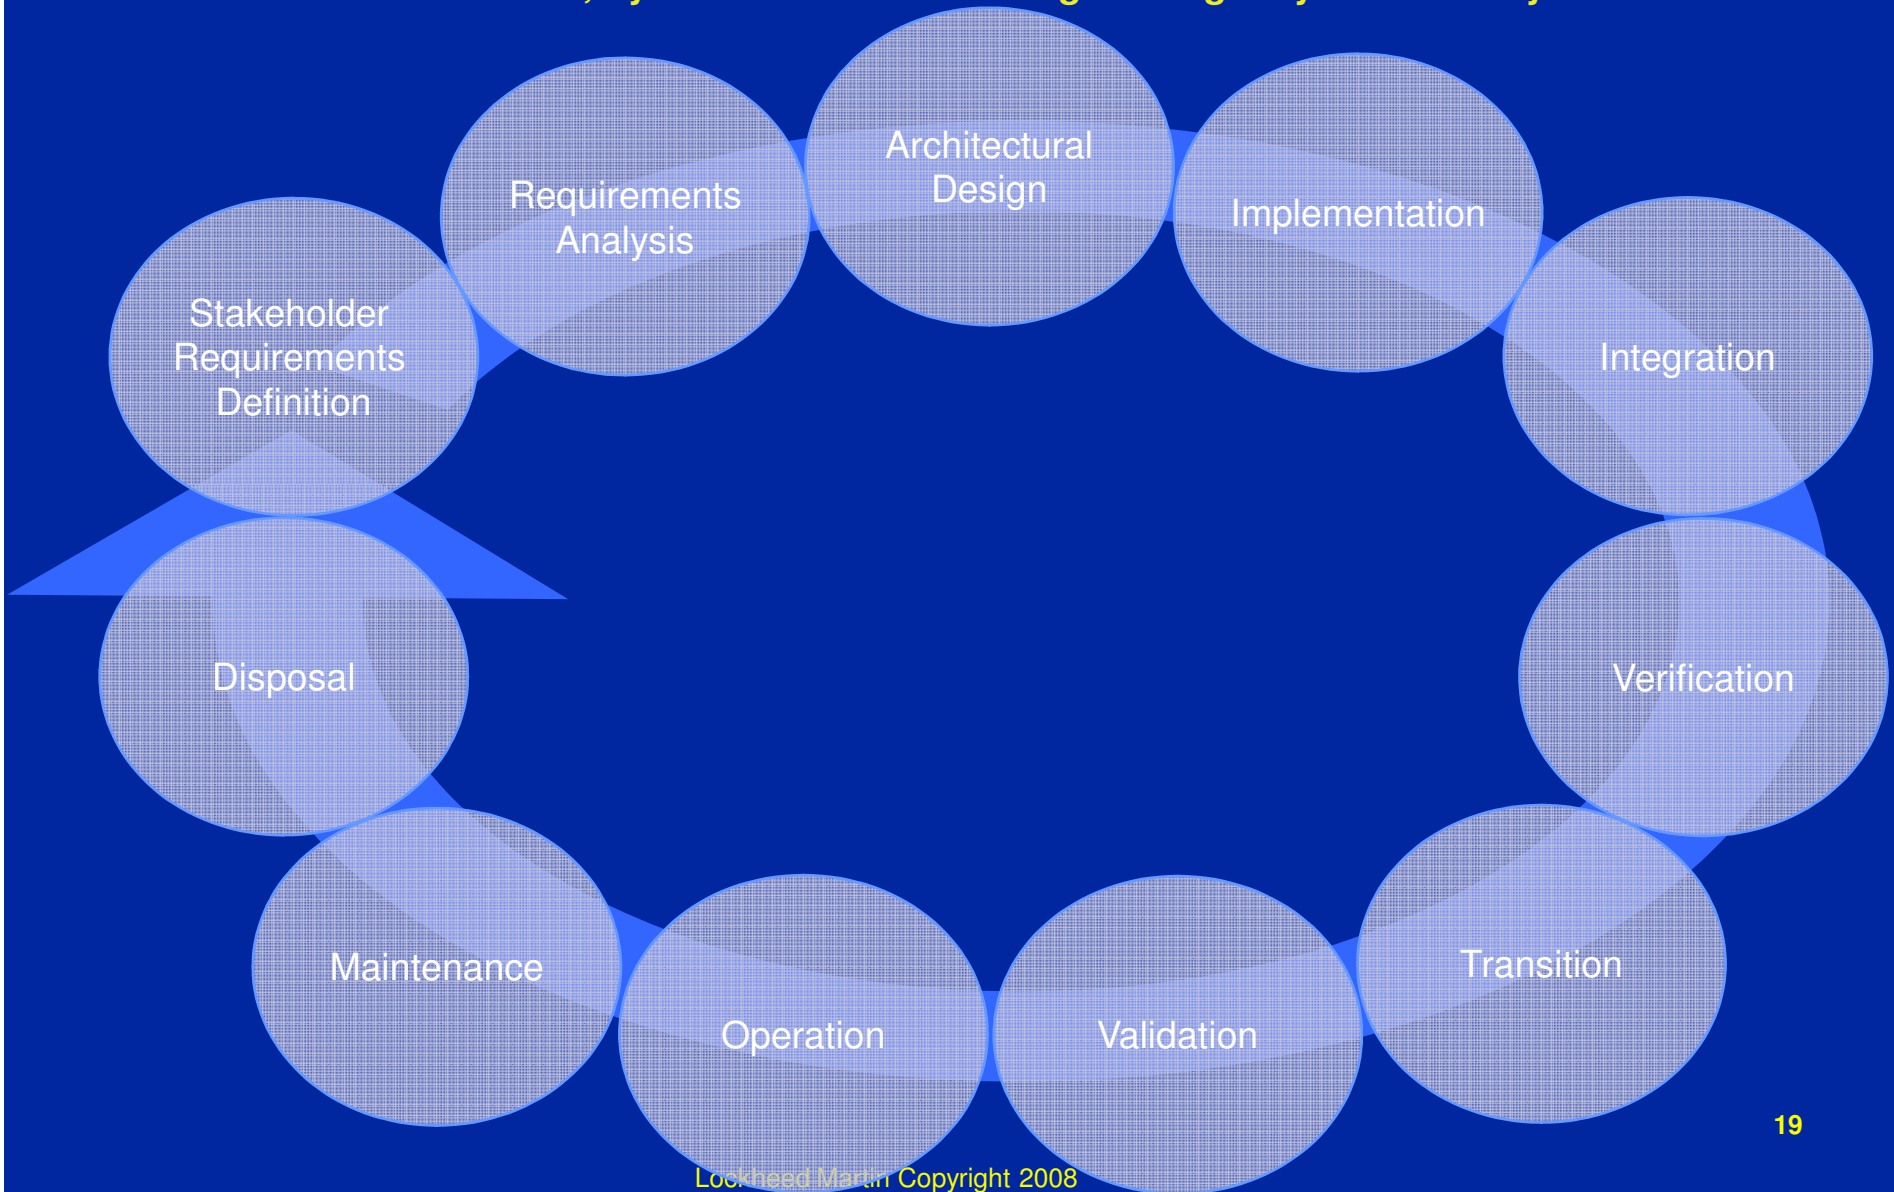 Architectural
Design
Requirements
Analysis
Implementation
Stakeholder
Requirements
Definition
Integration
Disposal
Verification
Maintenance
Transition
Operation
Validation
19
Lockheed Martin Copyright 2008